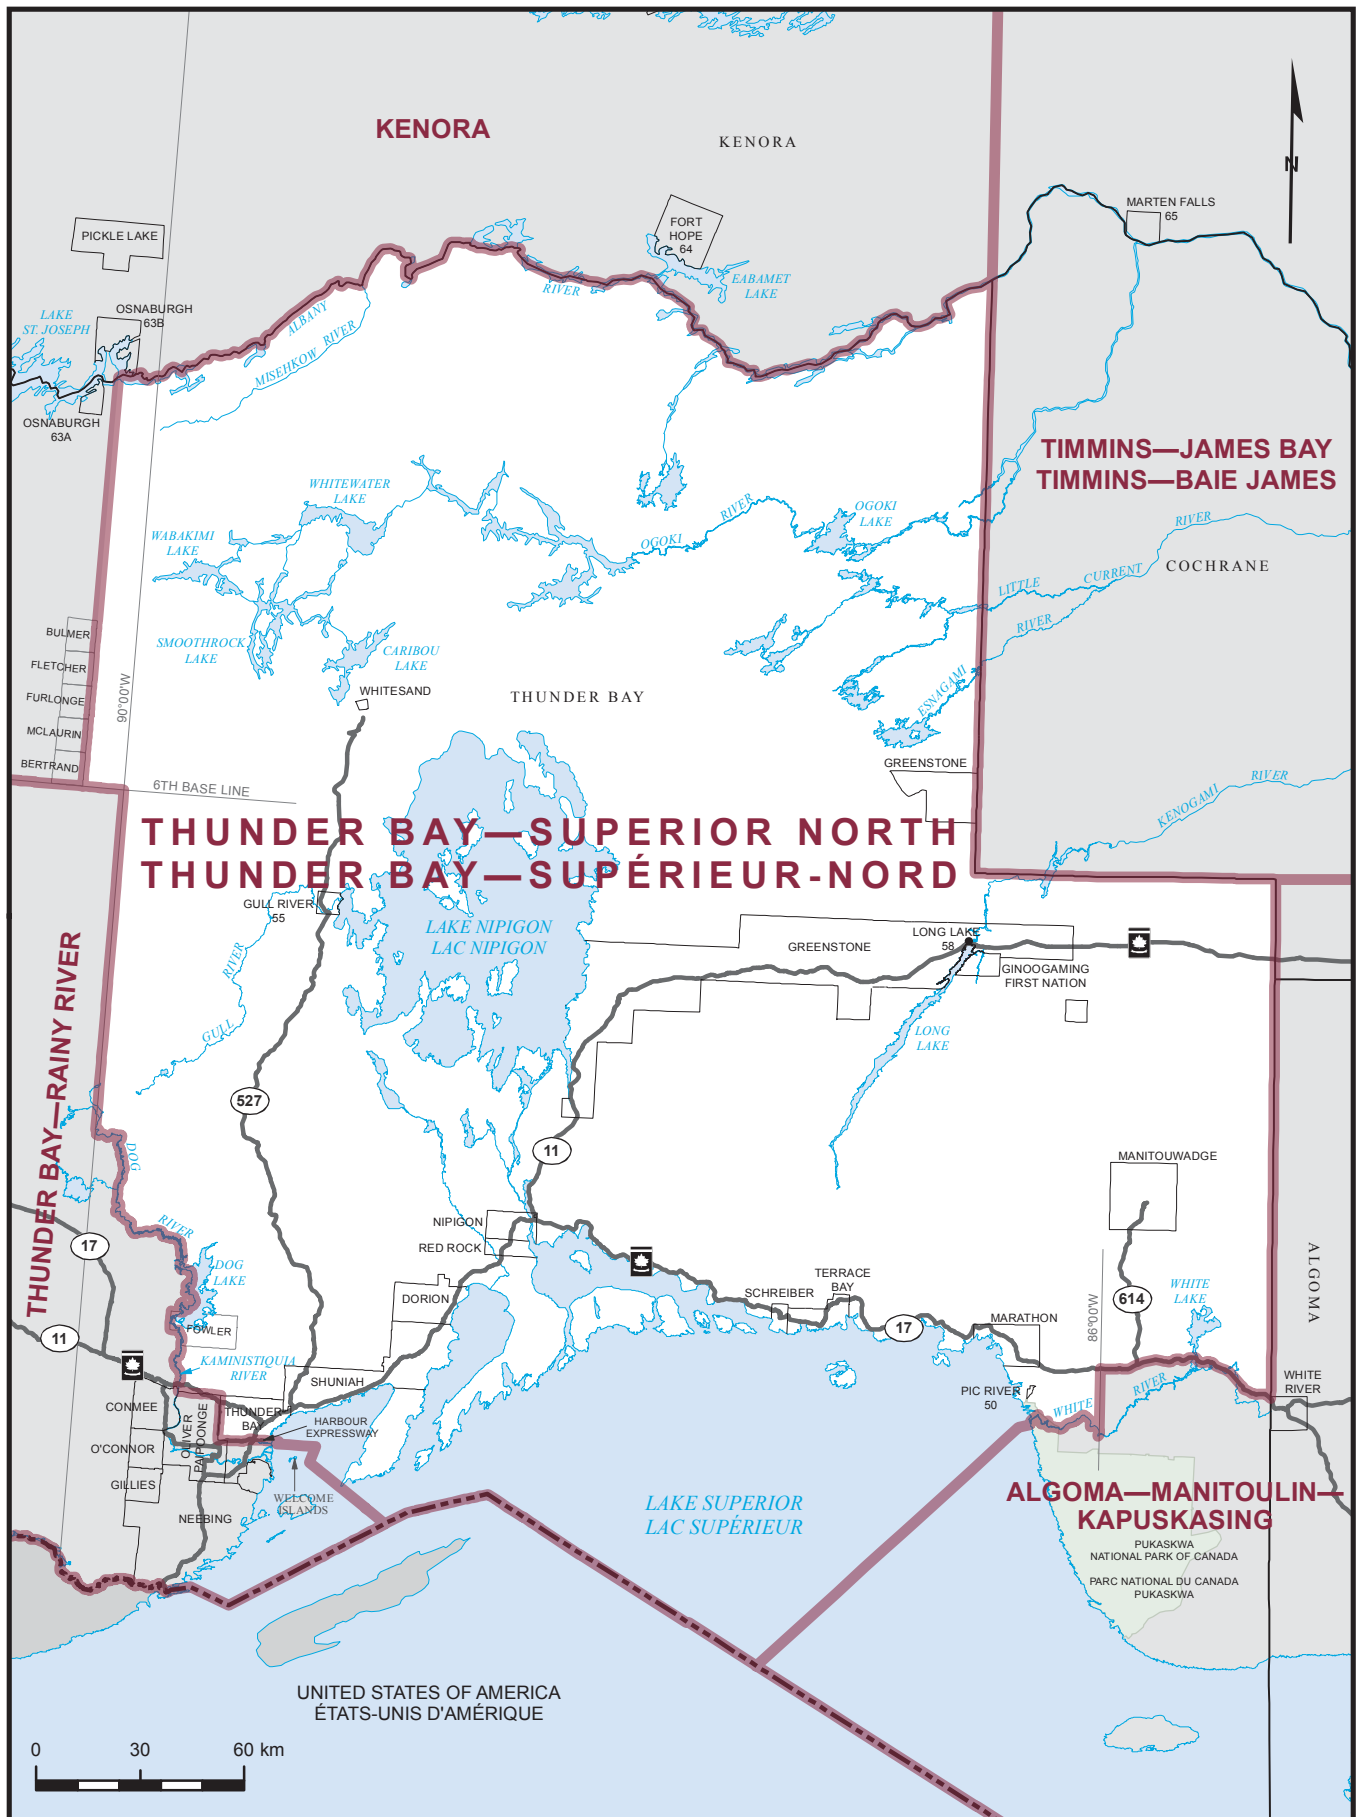 KENORA
KENORA
N
MARTEN FALLS
65
PICKLE LAKE
FORT
HOPE
64
EABAMET
LAKE
RIVER
OSNABURGH
63B
LAKE
ST. JOSEPH
ALBANY
MISEHKOW RIVER
OSNABURGH
63A
TIMMINS—JAMES BAY
TIMMINS—BAIE JAMES
WHITEWATER
LAKE
WABAKIMI
LAKE
OGOKI
RIVER
OGOKI
LAKE
RIVER
COCHRANE
LITTLE
CURRENT
RIVER
SMOOTHROCK
LAKE
CARIBOU
LAKE
ESNAGAMI
BULMER
FLETCHER
FURLONGE
MCLAURIN
BERTRAND
90°00'W
WHITESAND
THUNDER BAY
GREENSTONE
KENOGAMI
RIVER
6TH BASE LINE
THUNDER BAY—SUPERIOR NORTH
THUNDER BAY—SUPÉRIEUR-NORD
GULL RIVER
55
LAKE NIPIGON
LAC NIPIGON
GREENSTONE
LONG LAKE
58
GINOOGAMING
FIRST NATION
RIVER
GULL
LONG
LAKE
THUNDER BAY—RAINY RIVER
527
11
DOG
RIVER
MANITOUWADGE
NIPIGON
RED ROCK
17
DOG
LAKE
DORION
SCHREIBER
TERRACE
BAY
17
MARATHON
86°00'W
614
WHITE
LAKE
ALGOMA
11
FOWLER
KAMINISTIQUIA
RIVER
SHUNIAH
CONMEE
OLIVER
PAIPOONGE
THUNDER
BAY
HARBOUR
EXPRESSWAY
PIC RIVER
50
WHITE
RIVER
WHITE
RIVER
O'CONNOR
GILLIES
WELCOME
ISLANDS
NEEBING
LAKE SUPERIOR
LAC SUPÉRIEUR
ALGOMA—MANITOULIN—
KAPUSKASING
PUKASKWA
NATIONAL PARK OF CANADA
PARC NATIONAL DU CANADA
PUKASKWA
UNITED STATES OF AMERICA
ÉTATS-UNIS D'AMÉRIQUE
0 30 60 km